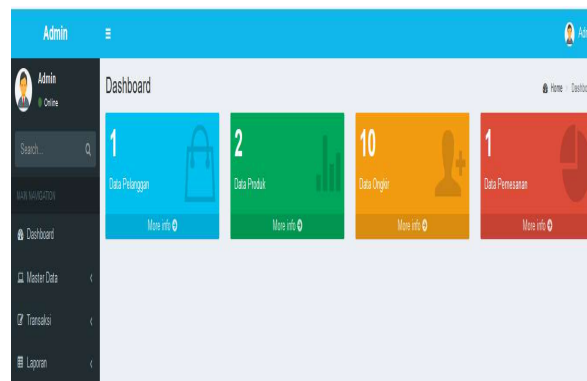 Admin
Admin
Online
Search...
MAIN NAVIGATION
Dashboard
Master Data
Transaksi
Laporan
Dashboard
Home
1
Data Pelanggan
More info
2
Data Produk
More info
10
Data Ongkir
More info
1
Data Pemesanan
More info